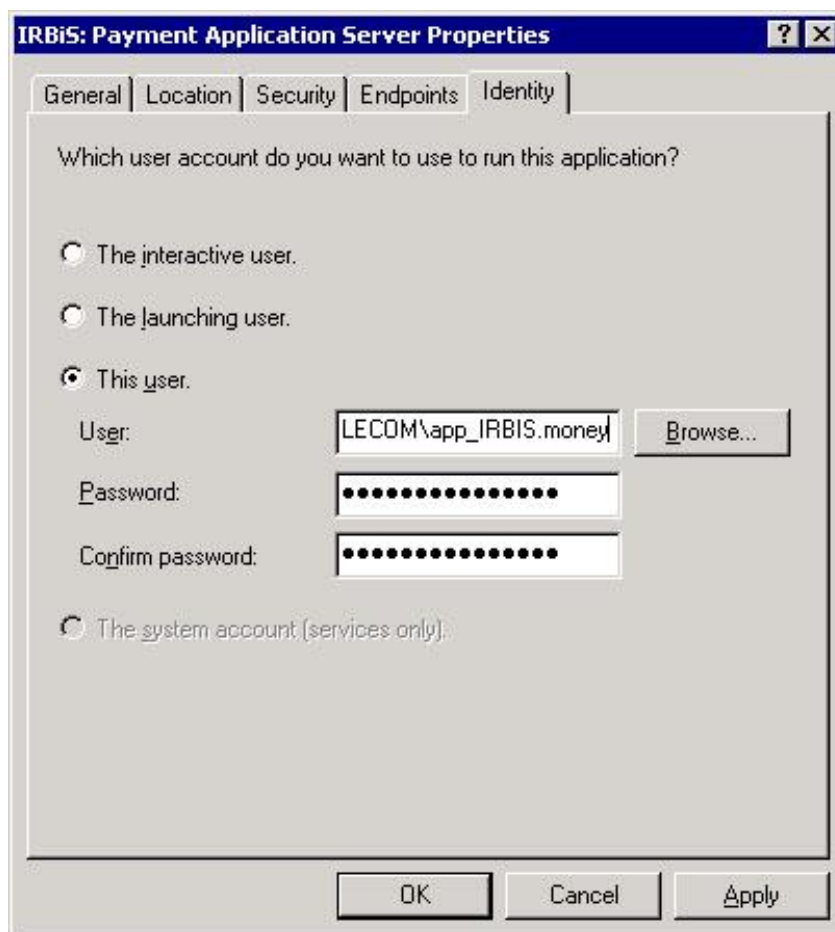 IRBiS: Payment Application Server Properties ? X
General Location Security Endpoints Identity
Which user account do you want to use to run this application?
The interactive user.
The launching user.
This user.
User: LECOM\app_IRBIS.money Browse...
Password: ●●●●●●●●●●●●●●●
Confirm password: ●●●●●●●●●●●●●●●
The system account (services only).
OK Cancel Apply